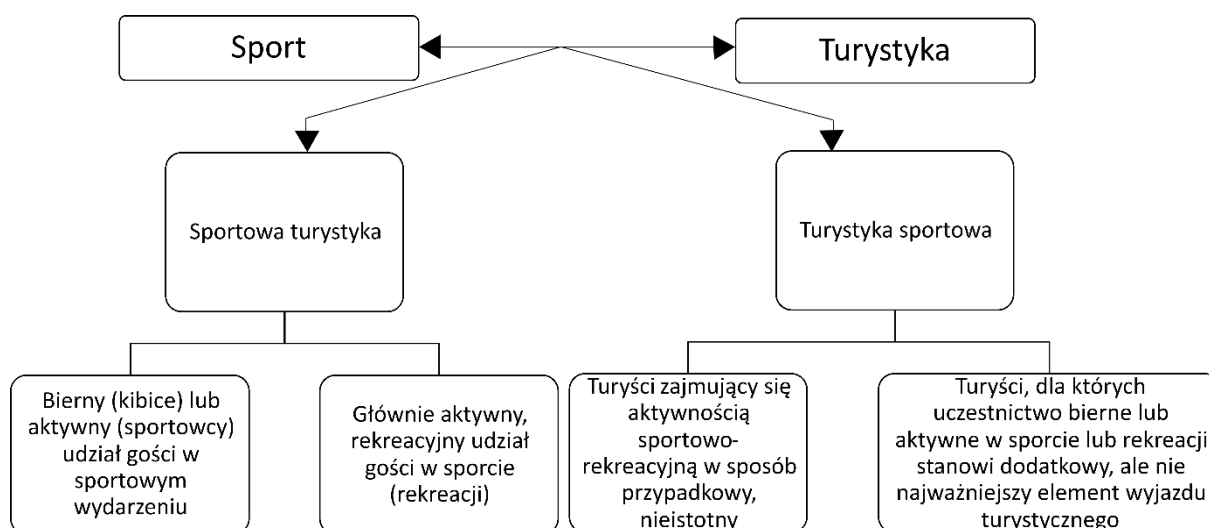 Sport
Turystyka
Sportowa turystyka
Turystyka sportowa
Bierny (kibice) lub
aktywny (sportowcy)
udział gości w
sportowym
wydarzeniu
Głównie aktywny,
rekreacyjny udział
gości w sporcie
(rekreacji)
Turyści zajmujący się
aktywnością
sportowo-
rekreacyjną w sposób
przypadkowy,
nieistotny
Turyści, dla których
uczestnictwo bierne lub
aktywne w sporcie lub rekreacji
stanowi dodatkowy, ale nie
najważniejszy element wyjazdu
turystycznego